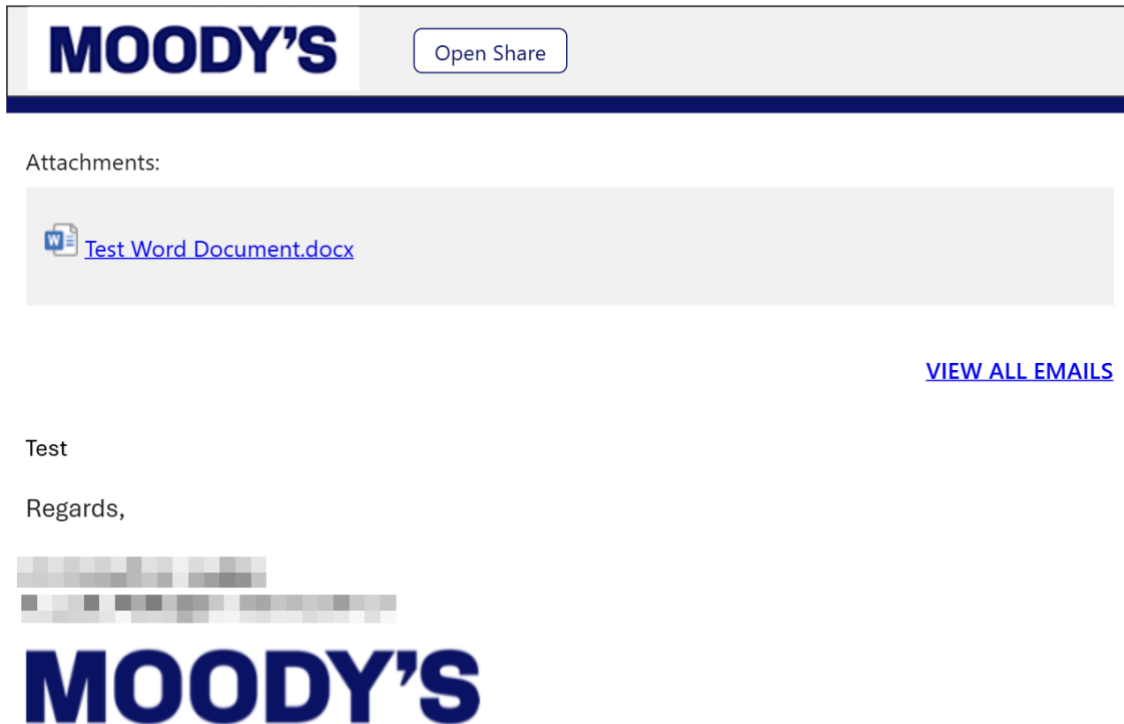 MOODY'S Open Share
Attachments:
Test Word Document.docx
VIEW ALL EMAILS
Test
Regards,
MOODY'S